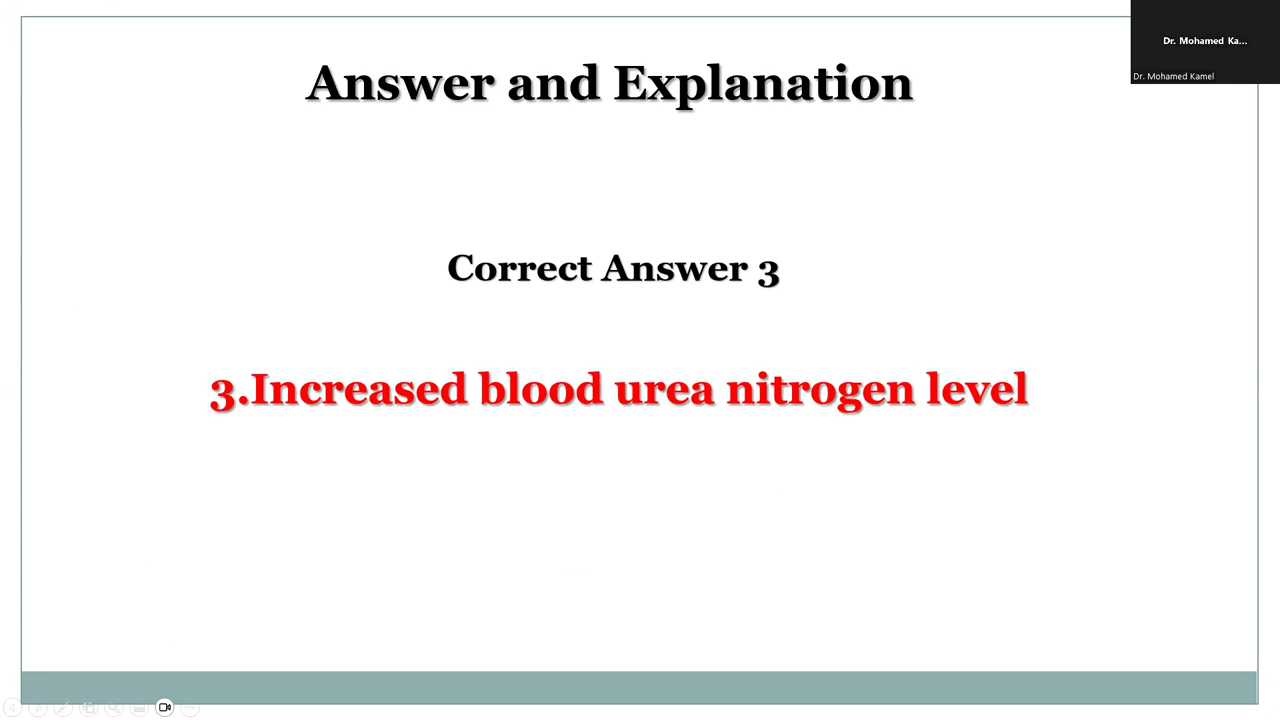 Dr. Mohamed Ka...
Dr. Mohamed Kamel
Answer and Explanation
Correct Answer 3
3.Increased blood urea nitrogen level